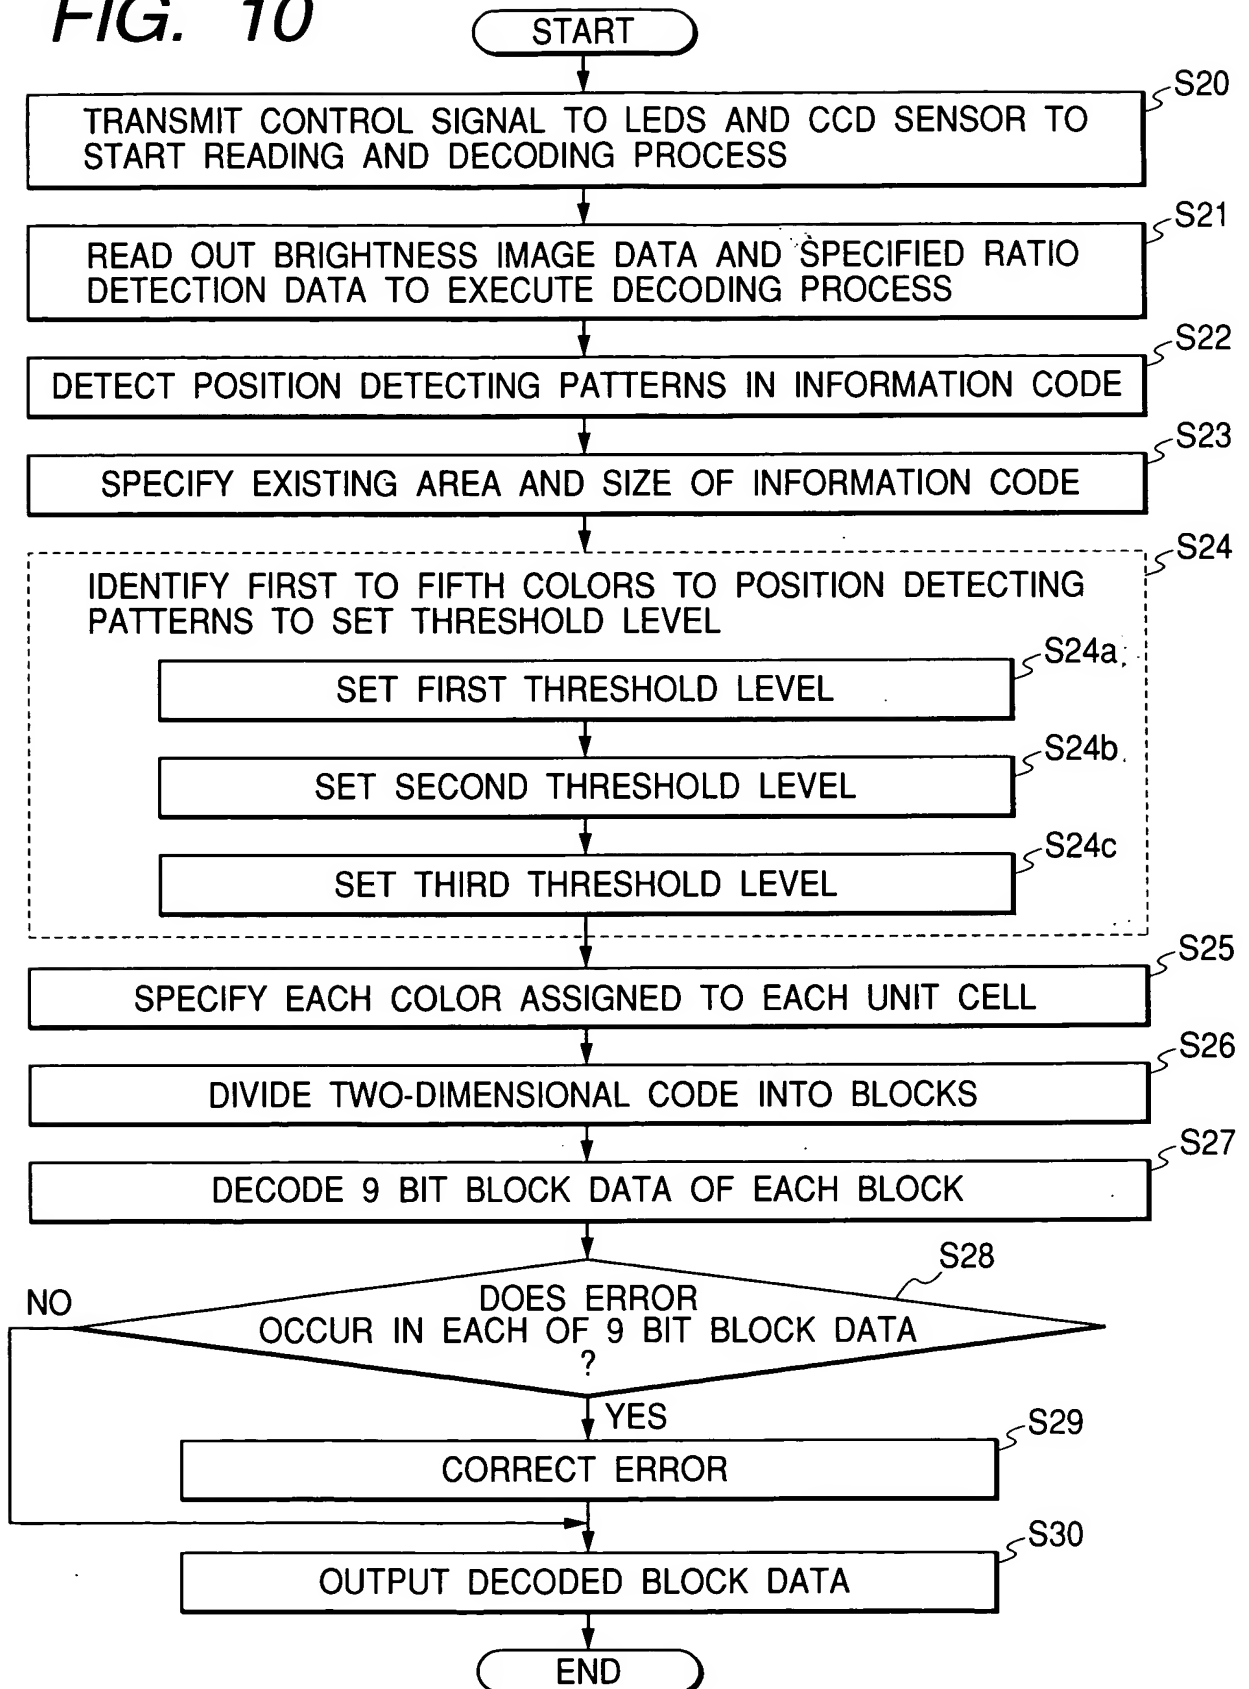 FIG. 10
START
S20
TRANSMIT CONTROL SIGNAL TO LEDS AND CCD SENSOR TO
START READING AND DECODING PROCESS
S21
READ OUT BRIGHTNESS IMAGE DATA AND SPECIFIED RATIO
DETECTION DATA TO EXECUTE DECODING PROCESS
S22
DETECT POSITION DETECTING PATTERNS IN INFORMATION CODE
S23
SPECIFY EXISTING AREA AND SIZE OF INFORMATION CODE
S24
IDENTIFY FIRST TO FIFTH COLORS TO POSITION DETECTING
PATTERNS TO SET THRESHOLD LEVEL
S24a
SET FIRST THRESHOLD LEVEL
S24b
SET SECOND THRESHOLD LEVEL
S24c
SET THIRD THRESHOLD LEVEL
S25
SPECIFY EACH COLOR ASSIGNED TO EACH UNIT CELL
S26
DIVIDE TWO-DIMENSIONAL CODE INTO BLOCKS
S27
DECODE 9 BIT BLOCK DATA OF EACH BLOCK
S28
NO
DOES ERROR
OCCUR IN EACH OF 9 BIT BLOCK DATA
?
YES
S29
CORRECT ERROR
S30
OUTPUT DECODED BLOCK DATA
END